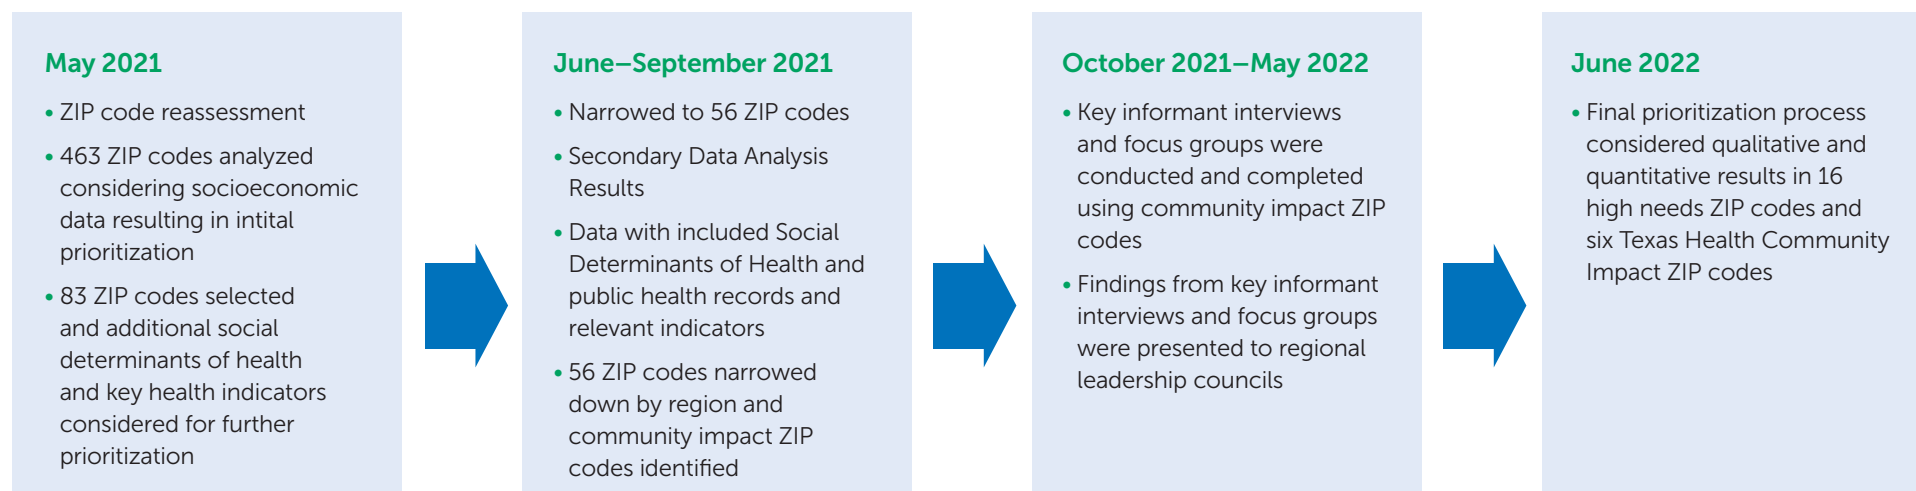 May 2021
• ZIP code reassessment
• 463 ZIP codes analyzed
considering socioeconomic
data resulting in intital
prioritization
• 83 ZIP codes selected
and additional social
determinants of health
and key health indicators
considered for further
prioritization
June–September 2021
• Narrowed to 56 ZIP codes
• Secondary Data Analysis
Results
• Data with included Social
Determinants of Health and
public health records and
relevant indicators
• 56 ZIP codes narrowed
down by region and
community impact ZIP
codes identified
October 2021–May 2022
• Key informant interviews
and focus groups were
conducted and completed
using community impact ZIP
codes
• Findings from key informant
interviews and focus groups
were presented to regional
leadership councils
June 2022
• Final prioritization process
considered qualitative and
quantitative results in 16
high needs ZIP codes and
six Texas Health Community
Impact ZIP codes